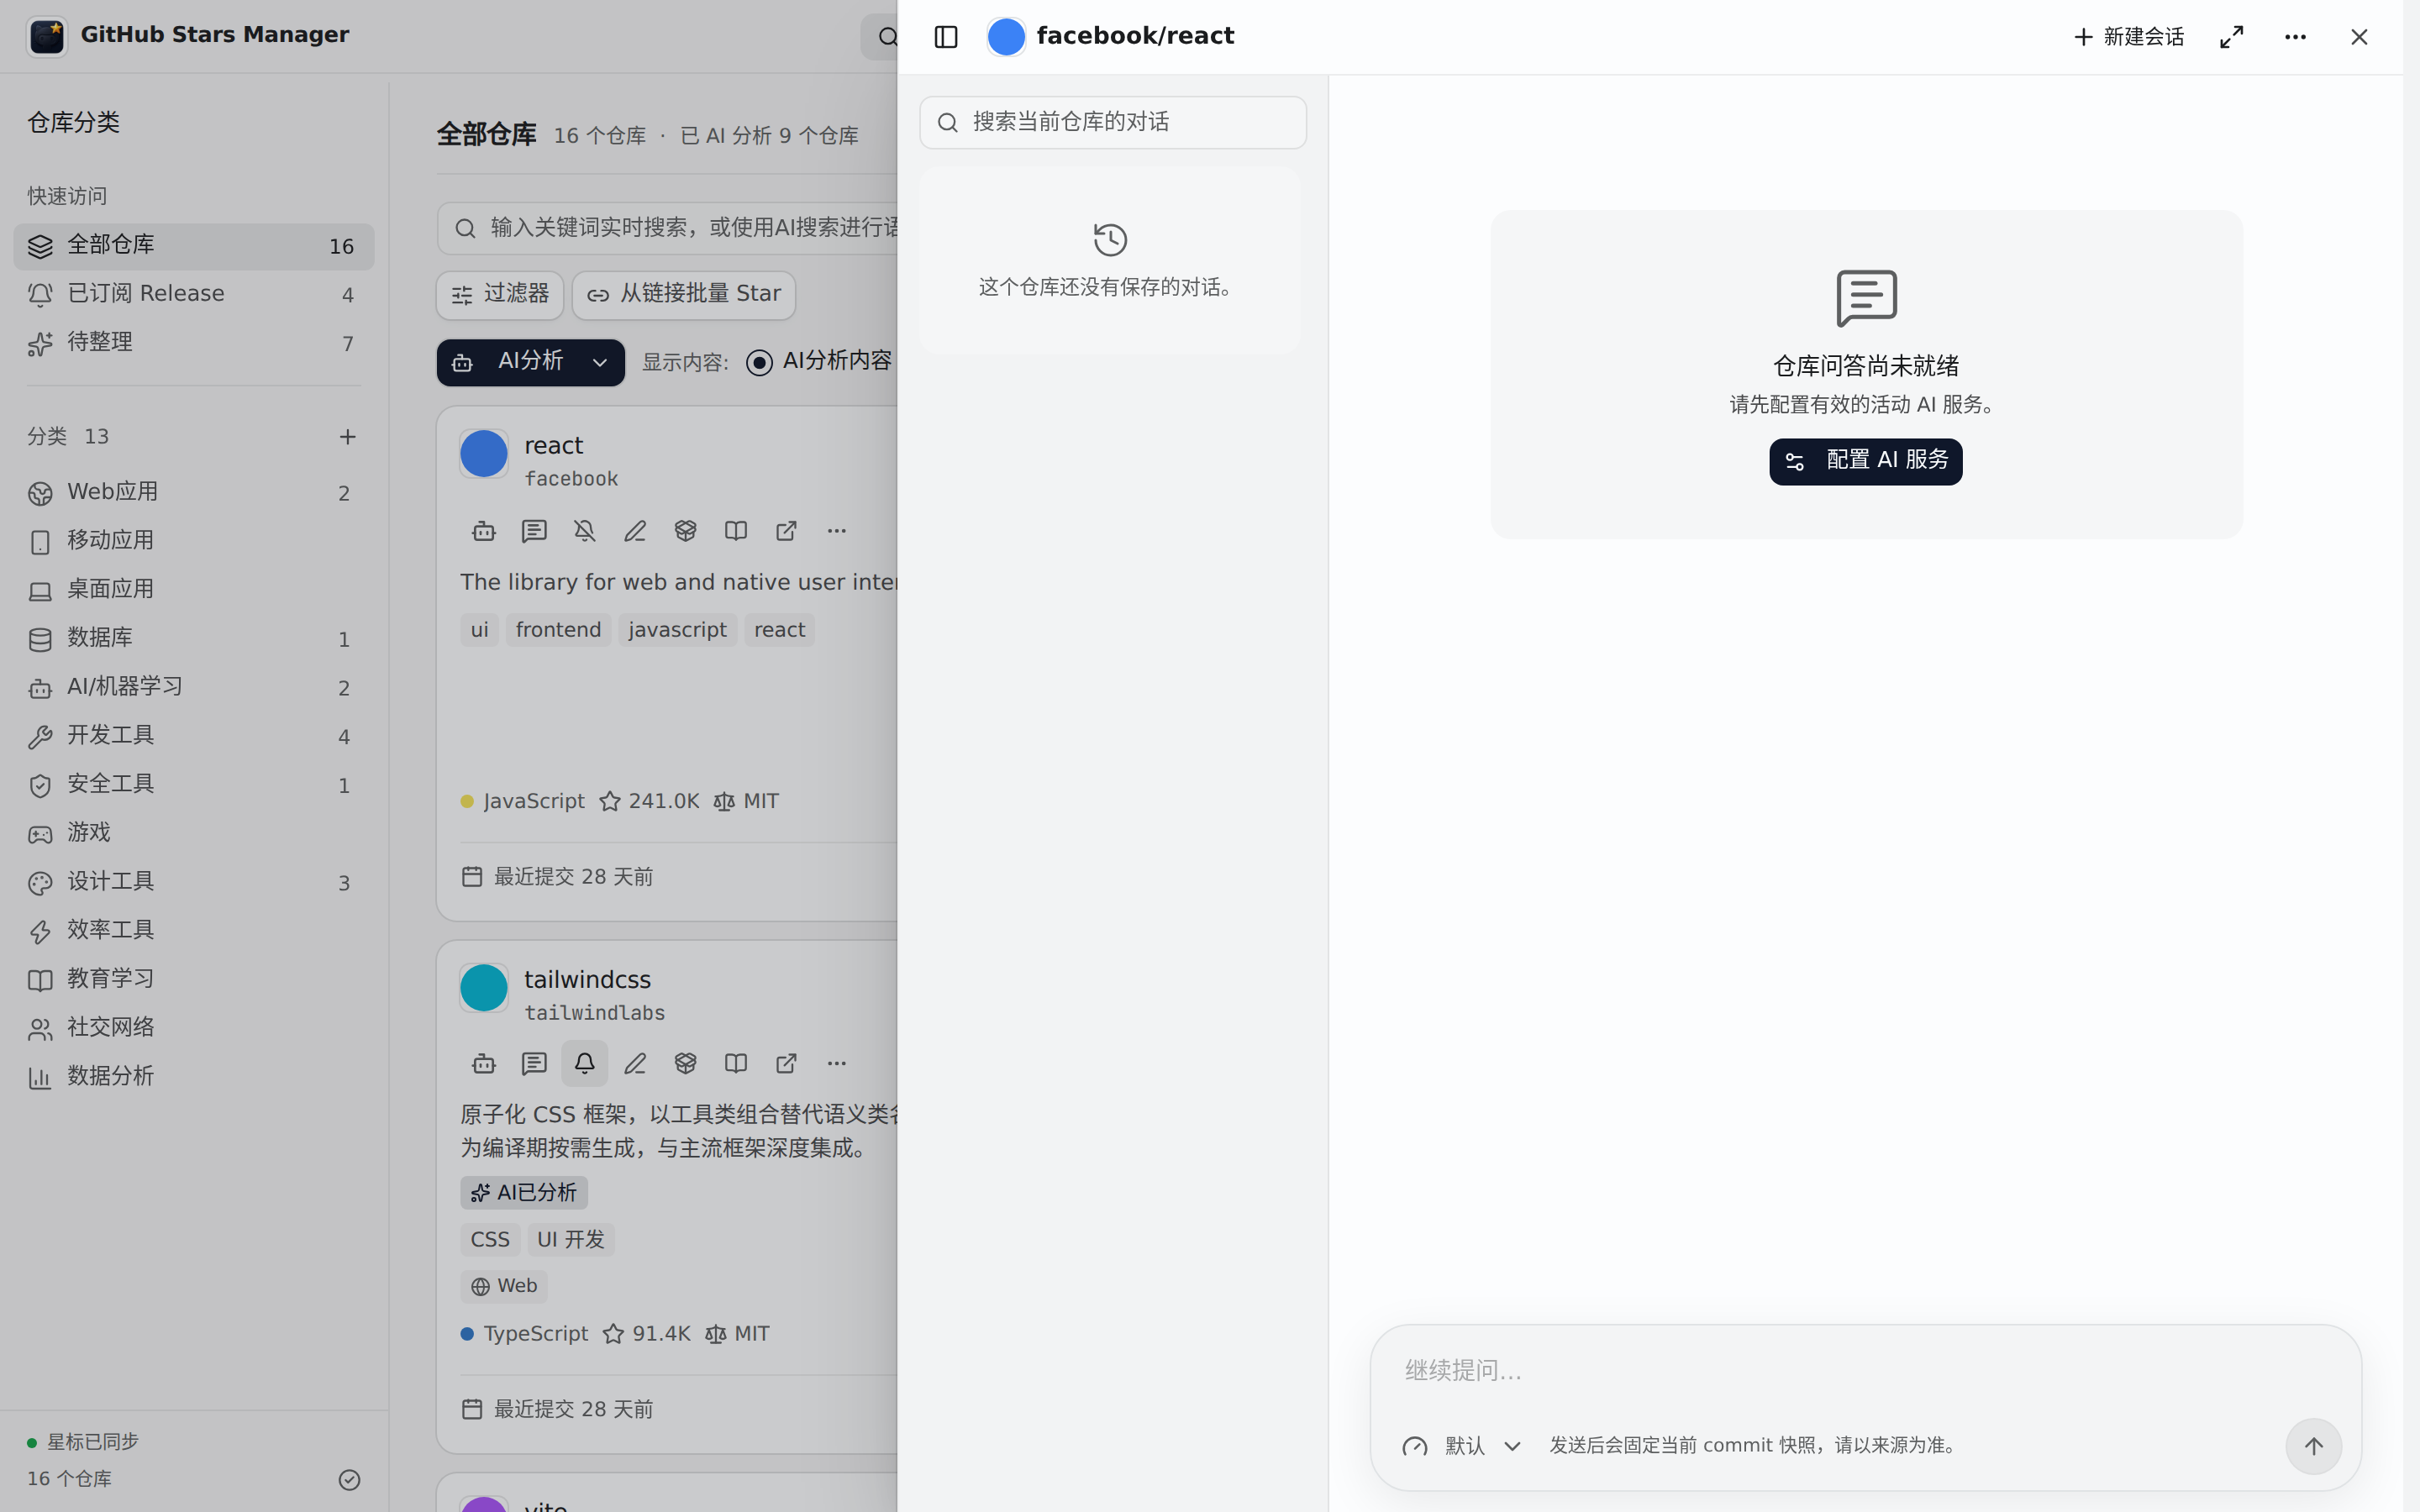 GitHub Stars Manager
仓库分类
快速访问
全部仓库 16
已订阅 Release 4
待整理 7
分类 13
Web应用 2
移动应用
桌面应用
数据库 1
AI/机器学习 2
开发工具 4
安全工具 1
游戏
设计工具 3
效率工具
教育学习
社交网络
数据分析
星标已同步
16 个仓库
全部仓库 16 个仓库 · 已 AI 分析 9 个仓库
输入关键词实时搜索，或使用AI搜索进行语
过滤器 从链接批量 Star
AI分析 显示内容: AI分析内容
react
facebook
The library for web and native user inter
ui frontend javascript react
JavaScript 241.0K MIT
最近提交 28 天前
tailwindcss
tailwindlabs
原子化 CSS 框架，以工具类组合替代语义类名
为编译期按需生成，与主流框架深度集成。
AI已分析
CSS UI 开发
Web
TypeScript 91.4K MIT
最近提交 28 天前
vite
facebook/react
新建会话
搜索当前仓库的对话
这个仓库还没有保存的对话。
仓库问答尚未就绪
请先配置有效的活动 AI 服务。
配置 AI 服务
继续提问...
默认 发送后会固定当前 commit 快照，请以来源为准。